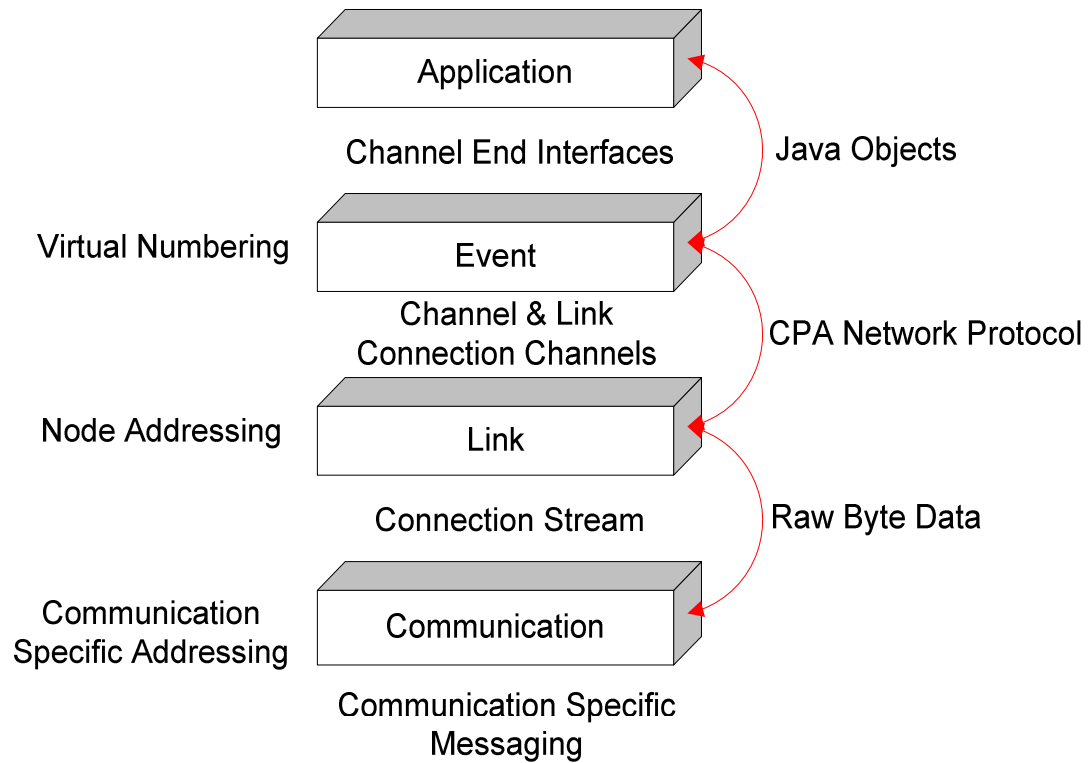 Application
Channel End Interfaces
Java Objects
Virtual Numbering
Event
Channel & Link
Connection Channels
CPA Network Protocol
Node Addressing
Link
Connection Stream
Raw Byte Data
Communication
Specific Addressing
Communication
Communication Specific
Messaging